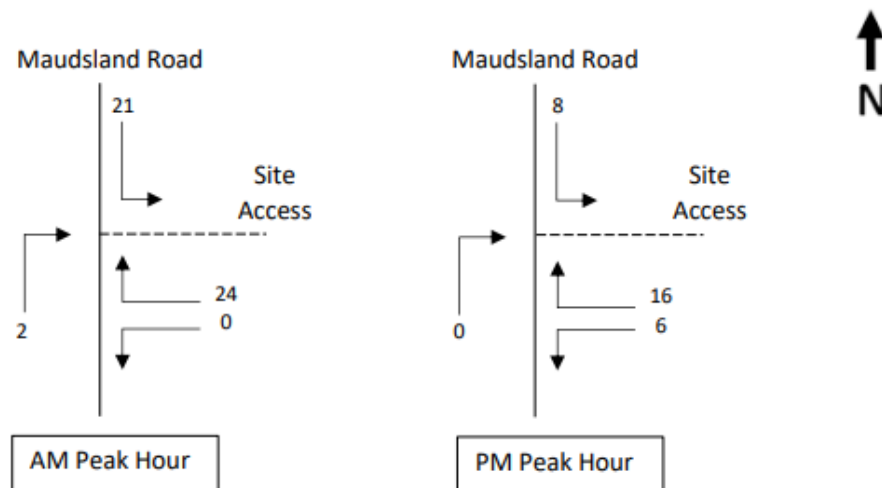 Maudsland Road
21
Site
Access
24
0
2
AM Peak Hour
Maudsland Road
8
Site
Access
16
6
0
PM Peak Hour
N